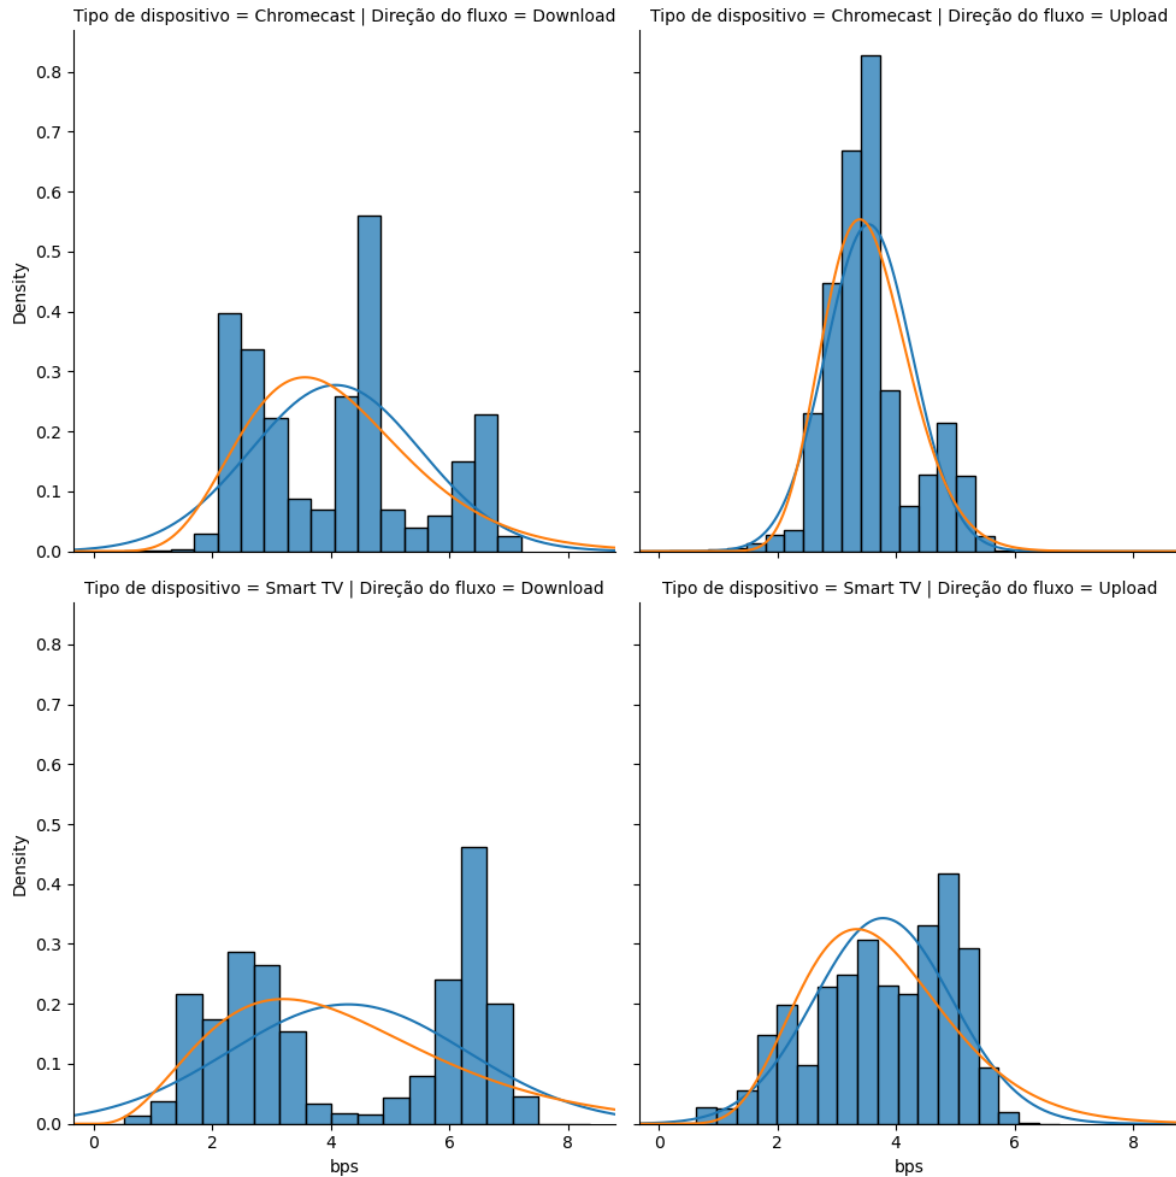 Tipo de dispositivo = Chromecast | Direção do fluxo = Download
Tipo de dispositivo = Chromecast | Direção do fluxo = Upload
0.8
0.7
0.6
0.5
0.4
0.3
0.2
0.1
0.0
Density
Tipo de dispositivo = Smart TV | Direção do fluxo = Download
Tipo de dispositivo = Smart TV | Direção do fluxo = Upload
0.8
0.7
0.6
0.5
0.4
0.3
0.2
0.1
0.0
Density
0 2 4 6 8
bps
0 2 4 6 8
bps